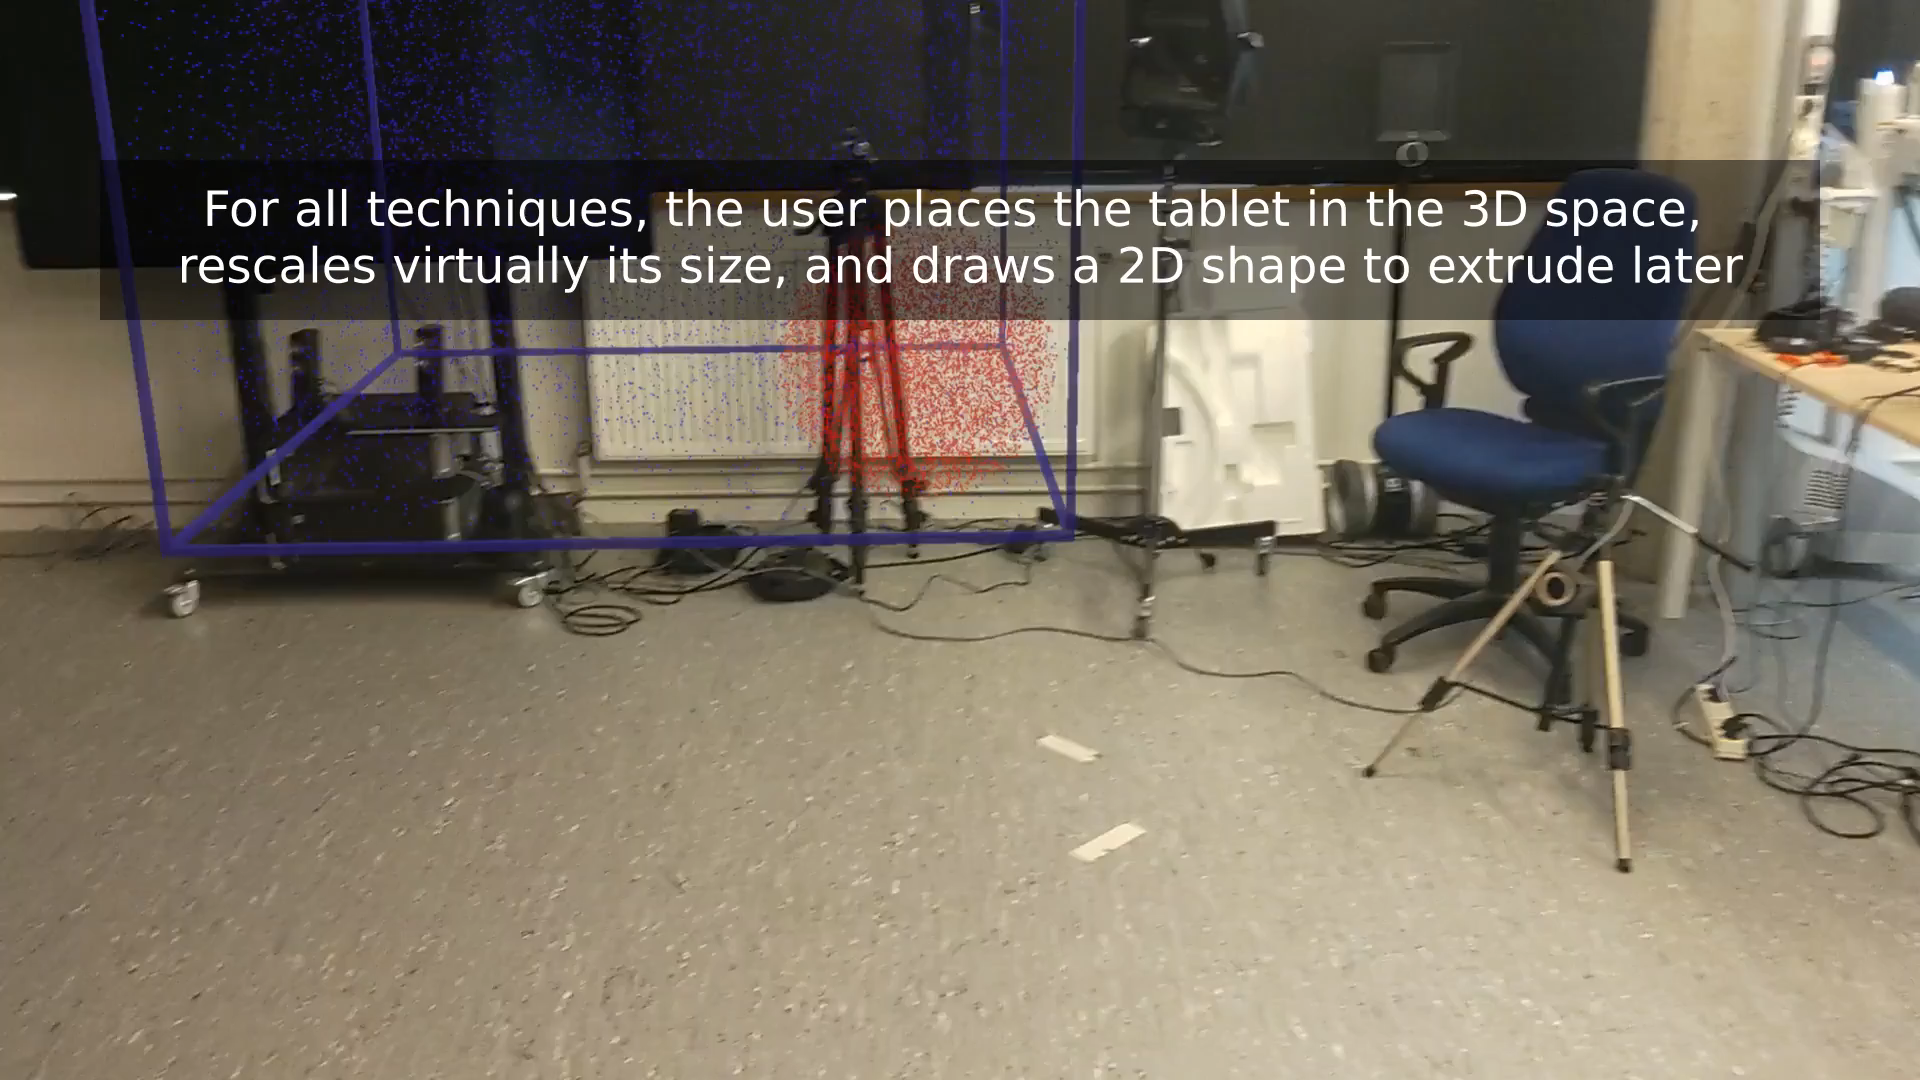 For all techniques, the user places the tablet in the 3D space,
rescales virtually its size, and draws a 2D shape to extrude later